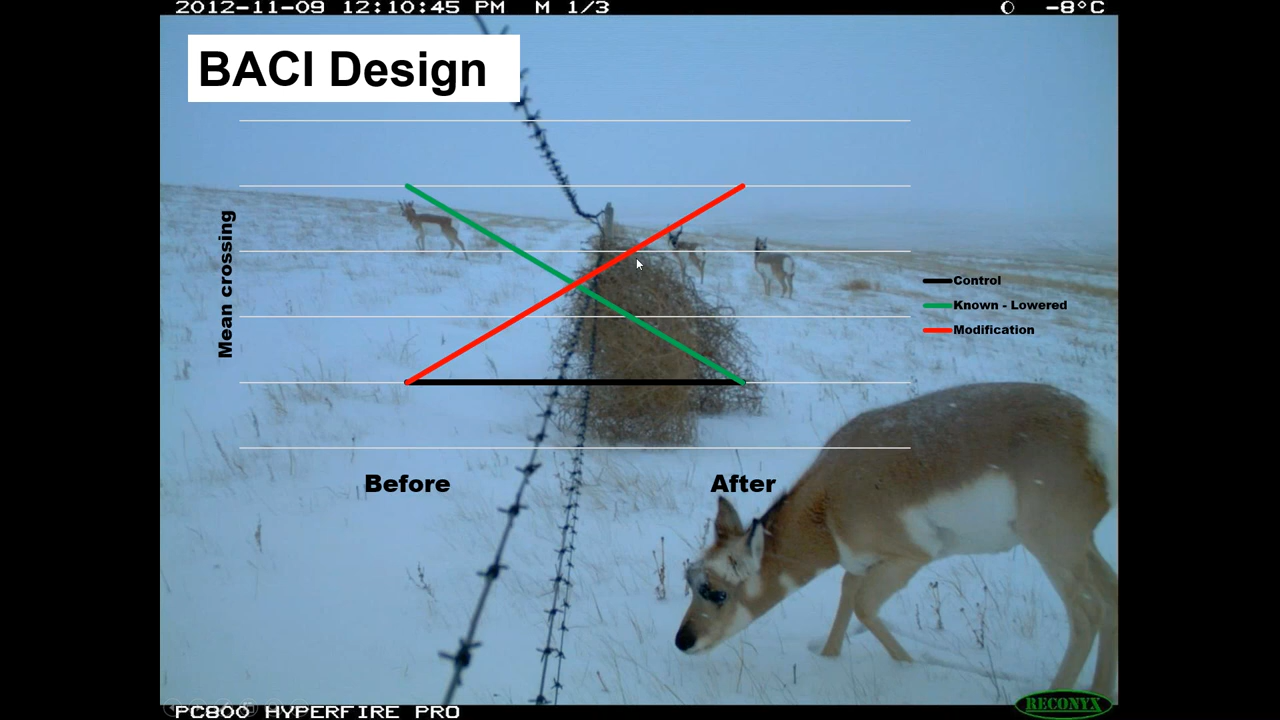 2012-11-09 12:10:45 PM M 1/3 -8°C
BACI Design
Mean crossing
Control
Known - Lowered
Modification
Before
After
PC800 HYPERFIRE PRO
RECONYX